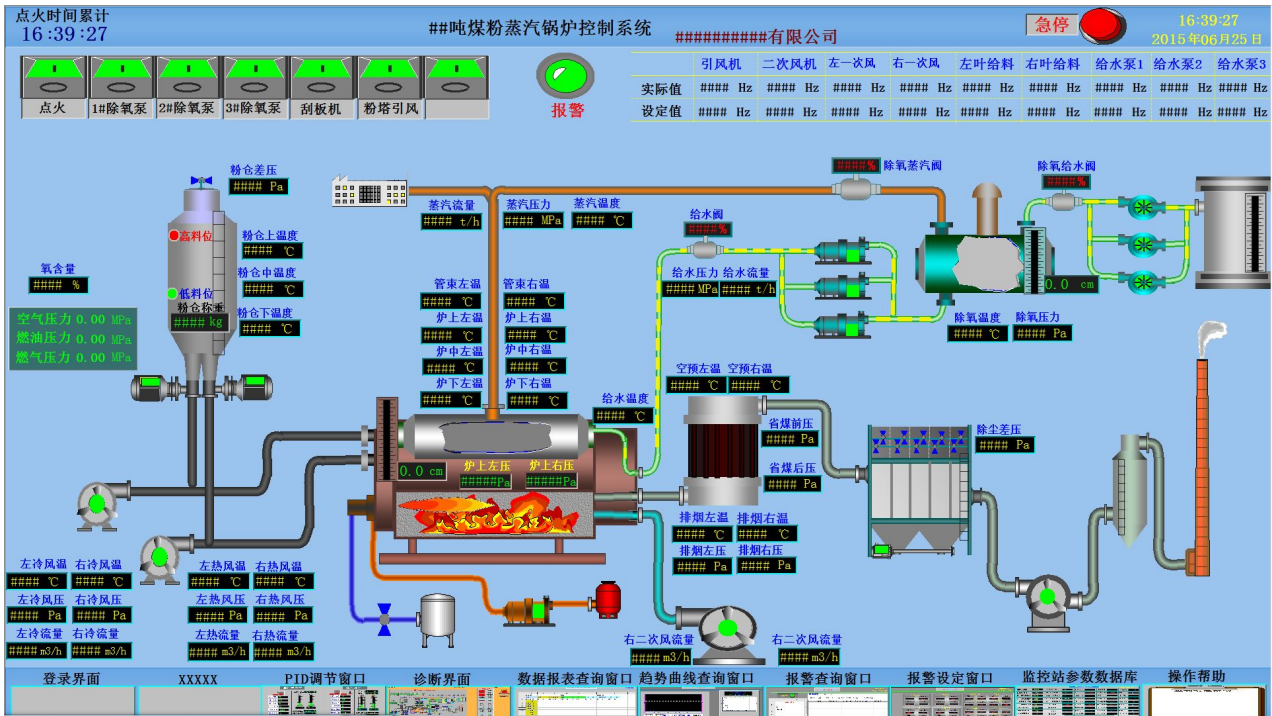 点火时间累计
16:39:27
##吨煤粉蒸汽锅炉控制系统
##########有限公司
急停
16:39:27
2015年06月25日
点火
1#除氧泵
2#除氧泵
3#除氧泵
刮板机
粉塔引风
报警
引风机 二次风机 左一次风 右一次风 左叶给料 右叶给料 给水泵1 给水泵2 给水泵3
实际值 #### Hz #### Hz #### Hz #### Hz #### Hz #### Hz #### Hz #### Hz #### Hz
设定值 #### Hz #### Hz #### Hz #### Hz #### Hz #### Hz #### Hz #### Hz #### Hz
粉仓差压
#### Pa
高料位
粉仓上温度
#### ℃
粉仓中温度
#### ℃
低料位
粉仓称重
#### kg
粉仓下温度
#### ℃
氧含量
#### %
空气压力 0.00 MPa
燃油压力 0.00 MPa
燃气压力 0.00 MPa
蒸汽流量
#### t/h
蒸汽压力
#### MPa
蒸汽温度
#### ℃
####%
除氧蒸汽阀
除氧给水阀
####%
给水阀
####%
给水压力 给水流量
#### MPa #### t/h
0.0 cm
除氧温度
#### ℃
除氧压力
#### Pa
管束左温 管束右温
#### ℃ #### ℃
炉上左温 炉上右温
#### ℃ #### ℃
炉中左温 炉中右温
#### ℃ #### ℃
炉下左温 炉下右温
#### ℃ #### ℃
给水温度
#### ℃
空预左温 空预右温
#### ℃ #### ℃
省煤前压
#### Pa
省煤后压
#### Pa
除尘差压
#### Pa
0.0 cm
炉上左压 炉上右压
#####Pa #####Pa
排烟左温 排烟右温
#### ℃ #### ℃
排烟左压 排烟右压
#### Pa #### Pa
左冷风温 右冷风温
#### ℃ #### ℃
左冷风压 右冷风压
#### Pa #### Pa
左冷流量 右冷流量
#### m3/h #### m3/h
左热风温 右热风温
#### ℃ #### ℃
左热风压 右热风压
#### Pa #### Pa
左热流量 右热流量
#### m3/h #### m3/h
右二次风流量 右二次风流量
#### m3/h #### m3/h
登录界面 XXXXX PID调节窗口 诊断界面 数据报表查询窗口 趋势曲线查询窗口 报警查询窗口 报警设定窗口 监控站参数数据库 操作帮助